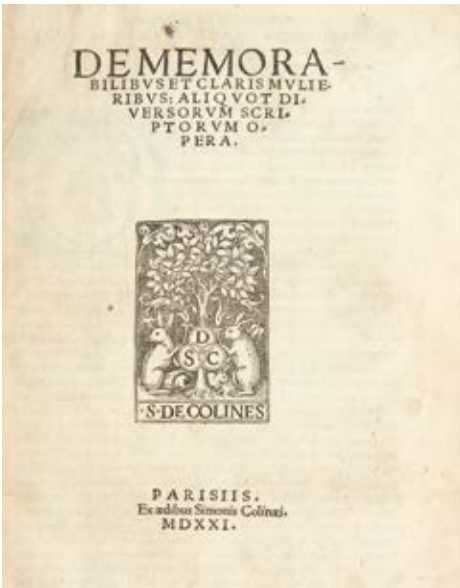 DE MEMORA-
BILIBVS ET CLARIS MVLIE-
RIBVS: ALIQVOT DI-
VERSORVM SCRI-
PTORVM O-
PERA.
D
S C
·S·DE COLINES
PARISIIS.
Ex ædibus Simonis Colinæi.
MDXXI.